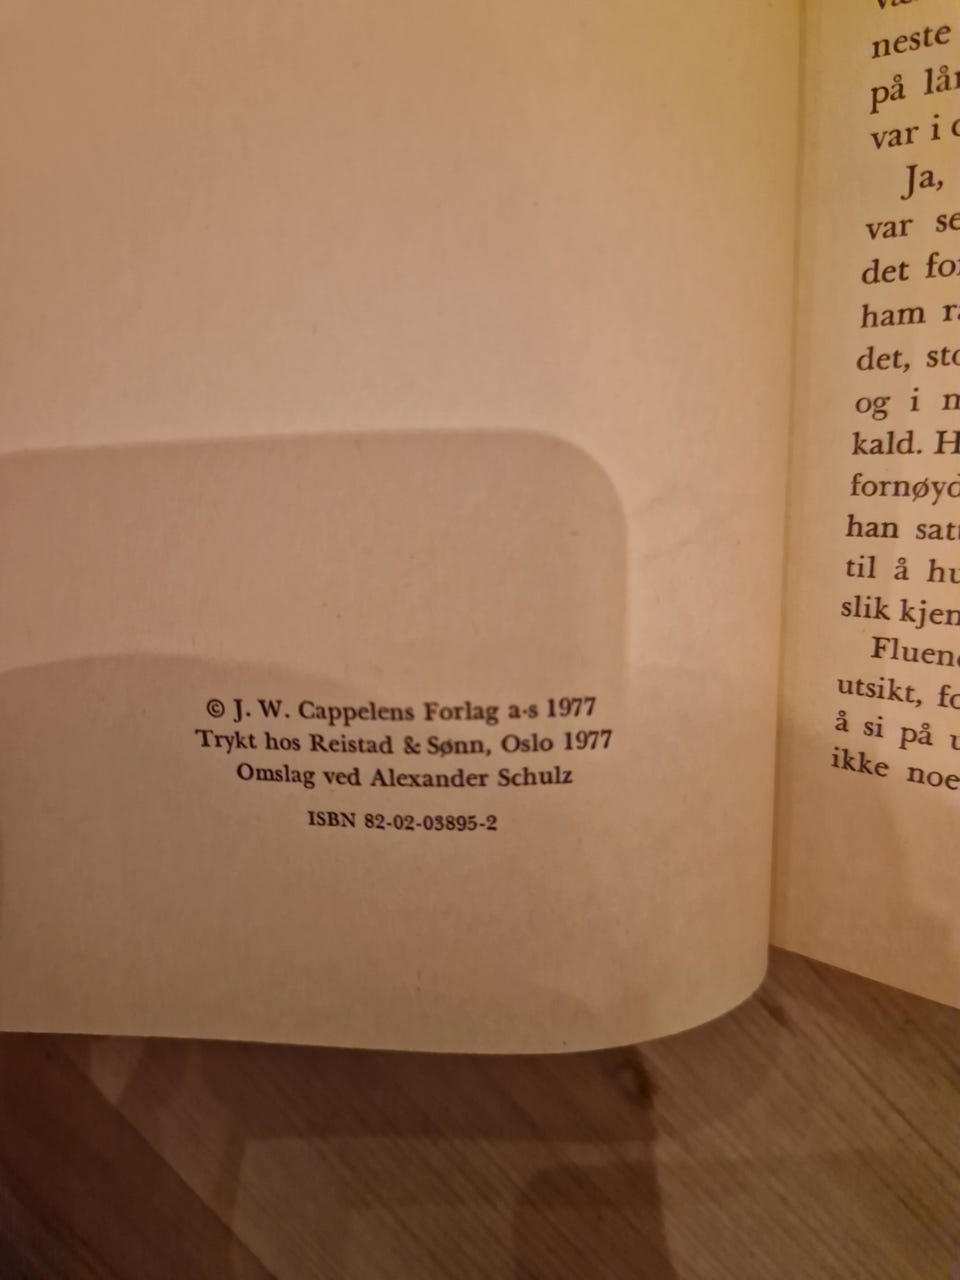 © J. W. Cappelens Forlag a·s 1977
Trykt hos Reistad & Sønn, Oslo 1977
Omslag ved Alexander Schulz
ISBN 82-02-03895-2
neste
på
var i
Ja,
var
det
ham
det,
og i
kald.
han
til å
slik
utsikt,
å si på
ikke